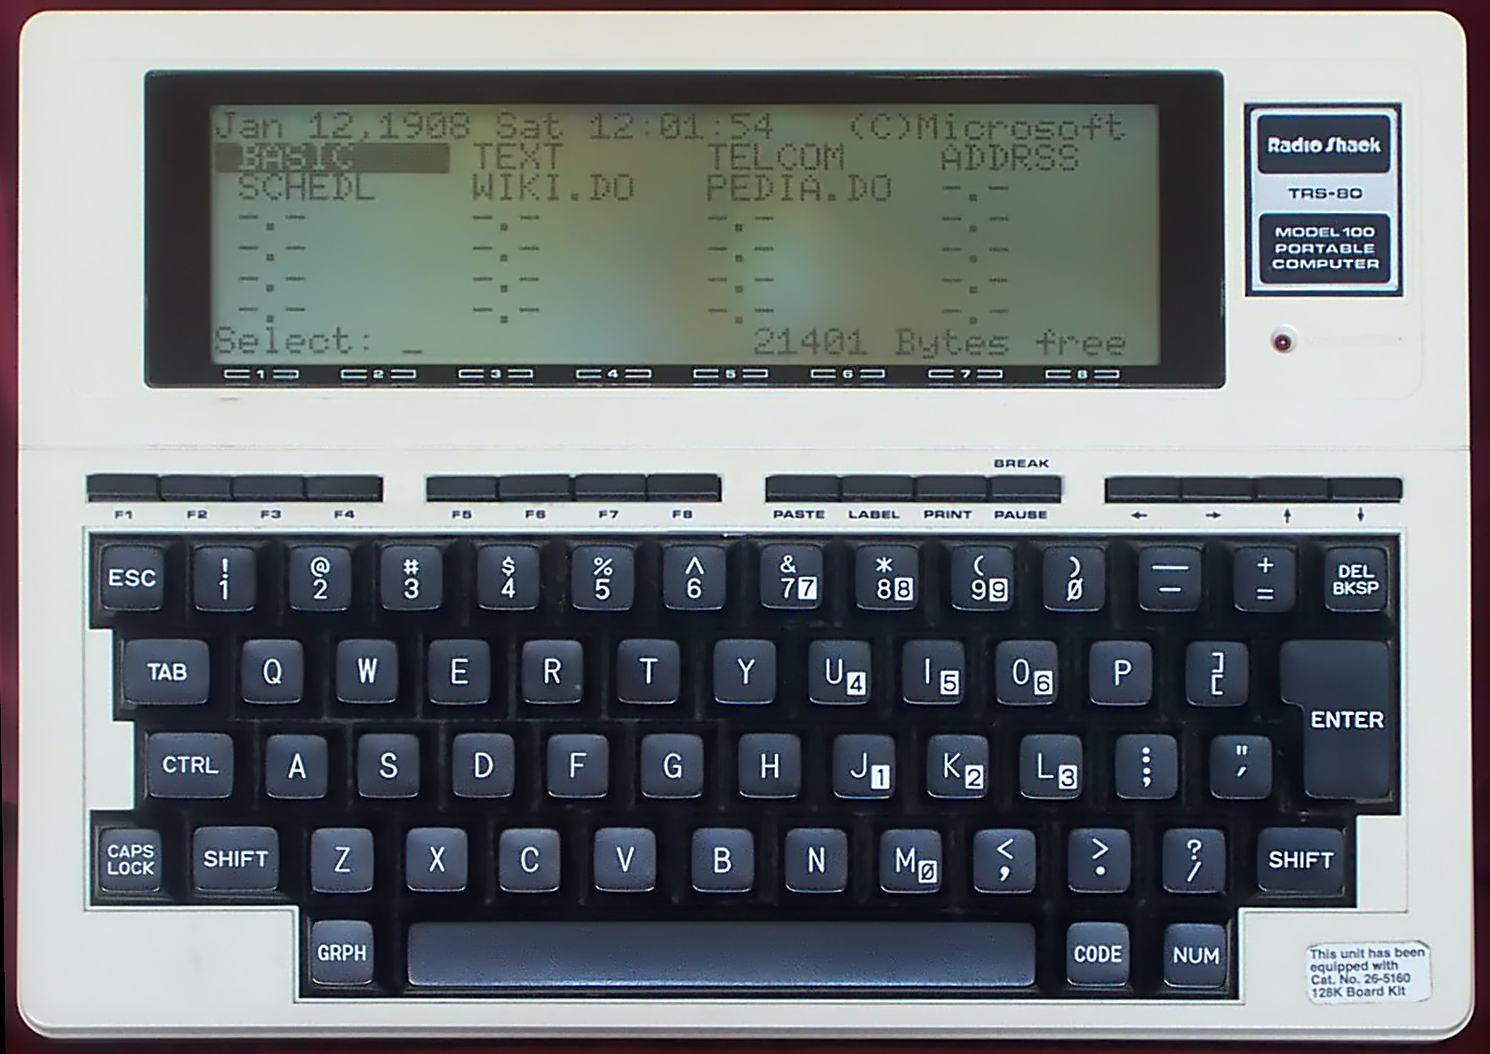 Jan 12,1908 Sat 12:01:54 (C)Microsoft
BASIC TEXT TELCOM ADDRSS
SCHEDL WIKI.DO PEDIA.DO -.-
-.- -.- -.- -.-
-.- -.- -.- -.-
-.- -.- -.- -.-
-.- -.- -.- -.-
Select: _ 21401 Bytes free
1 2 3 4 5 6 7 8
Radio Shack
TRS-80
MODEL 100
PORTABLE
COMPUTER
BREAK
F1 F2 F3 F4 F5 F6 F7 F8 PASTE LABEL PRINT PAUSE ← → ↑ ↓
ESC ! 1 @ 2 # 3 $ 4 % 5 ^ 6 & 7 7 * 8 8 ( 9 9 ) 0 — - + = DEL BKSP
TAB Q W E R T Y U 4 I 5 O 6 P ] [ ENTER
CTRL A S D F G H J 1 K 2 L 3 : ; " '
CAPS LOCK SHIFT Z X C V B N M 0 < , > . ? / SHIFT
GRPH CODE NUM
This unit has been
equipped with
Cat. No. 26-5160
128K Board Kit